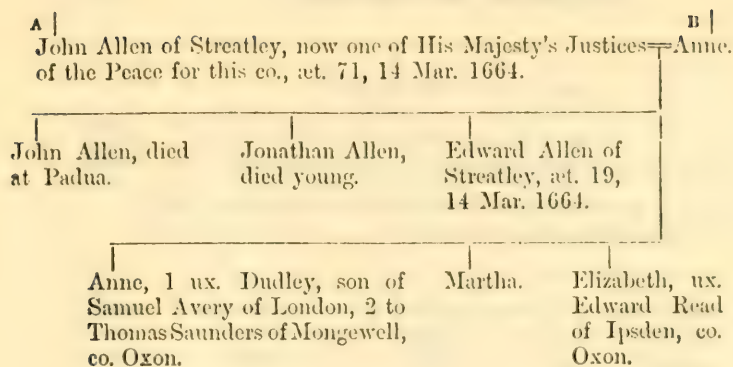 A B
John Allen of Streatley, now one of His Majesty's Justices=Anne.
of the Peace for this co., æt. 71, 14 Mar. 1664.
John Allen, died
at Padua.
Jonathan Allen,
died young.
Edward Allen of
Streatley, æt. 19,
14 Mar. 1664.
Anne, 1 ux. Dudley, son of
Samuel Avery of London, 2 to
Thomas Saunders of Mongewell,
co. Oxon.
Martha.
Elizabeth, ux.
Edward Read
of Ipsden, co.
Oxon.